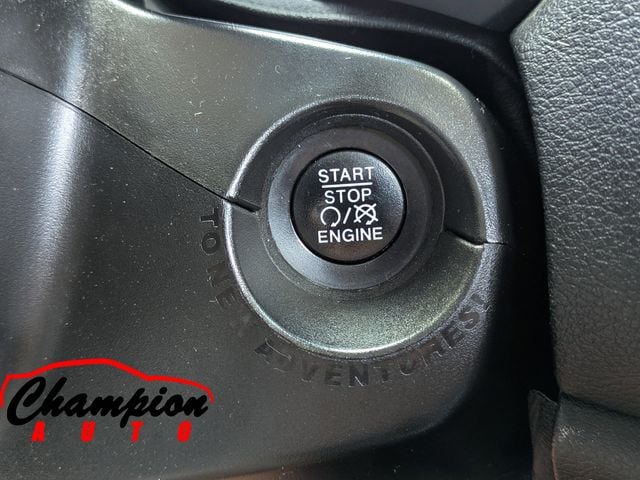 START
STOP
ENGINE
TO NEW ADVENTURES!
Champion
AUTO